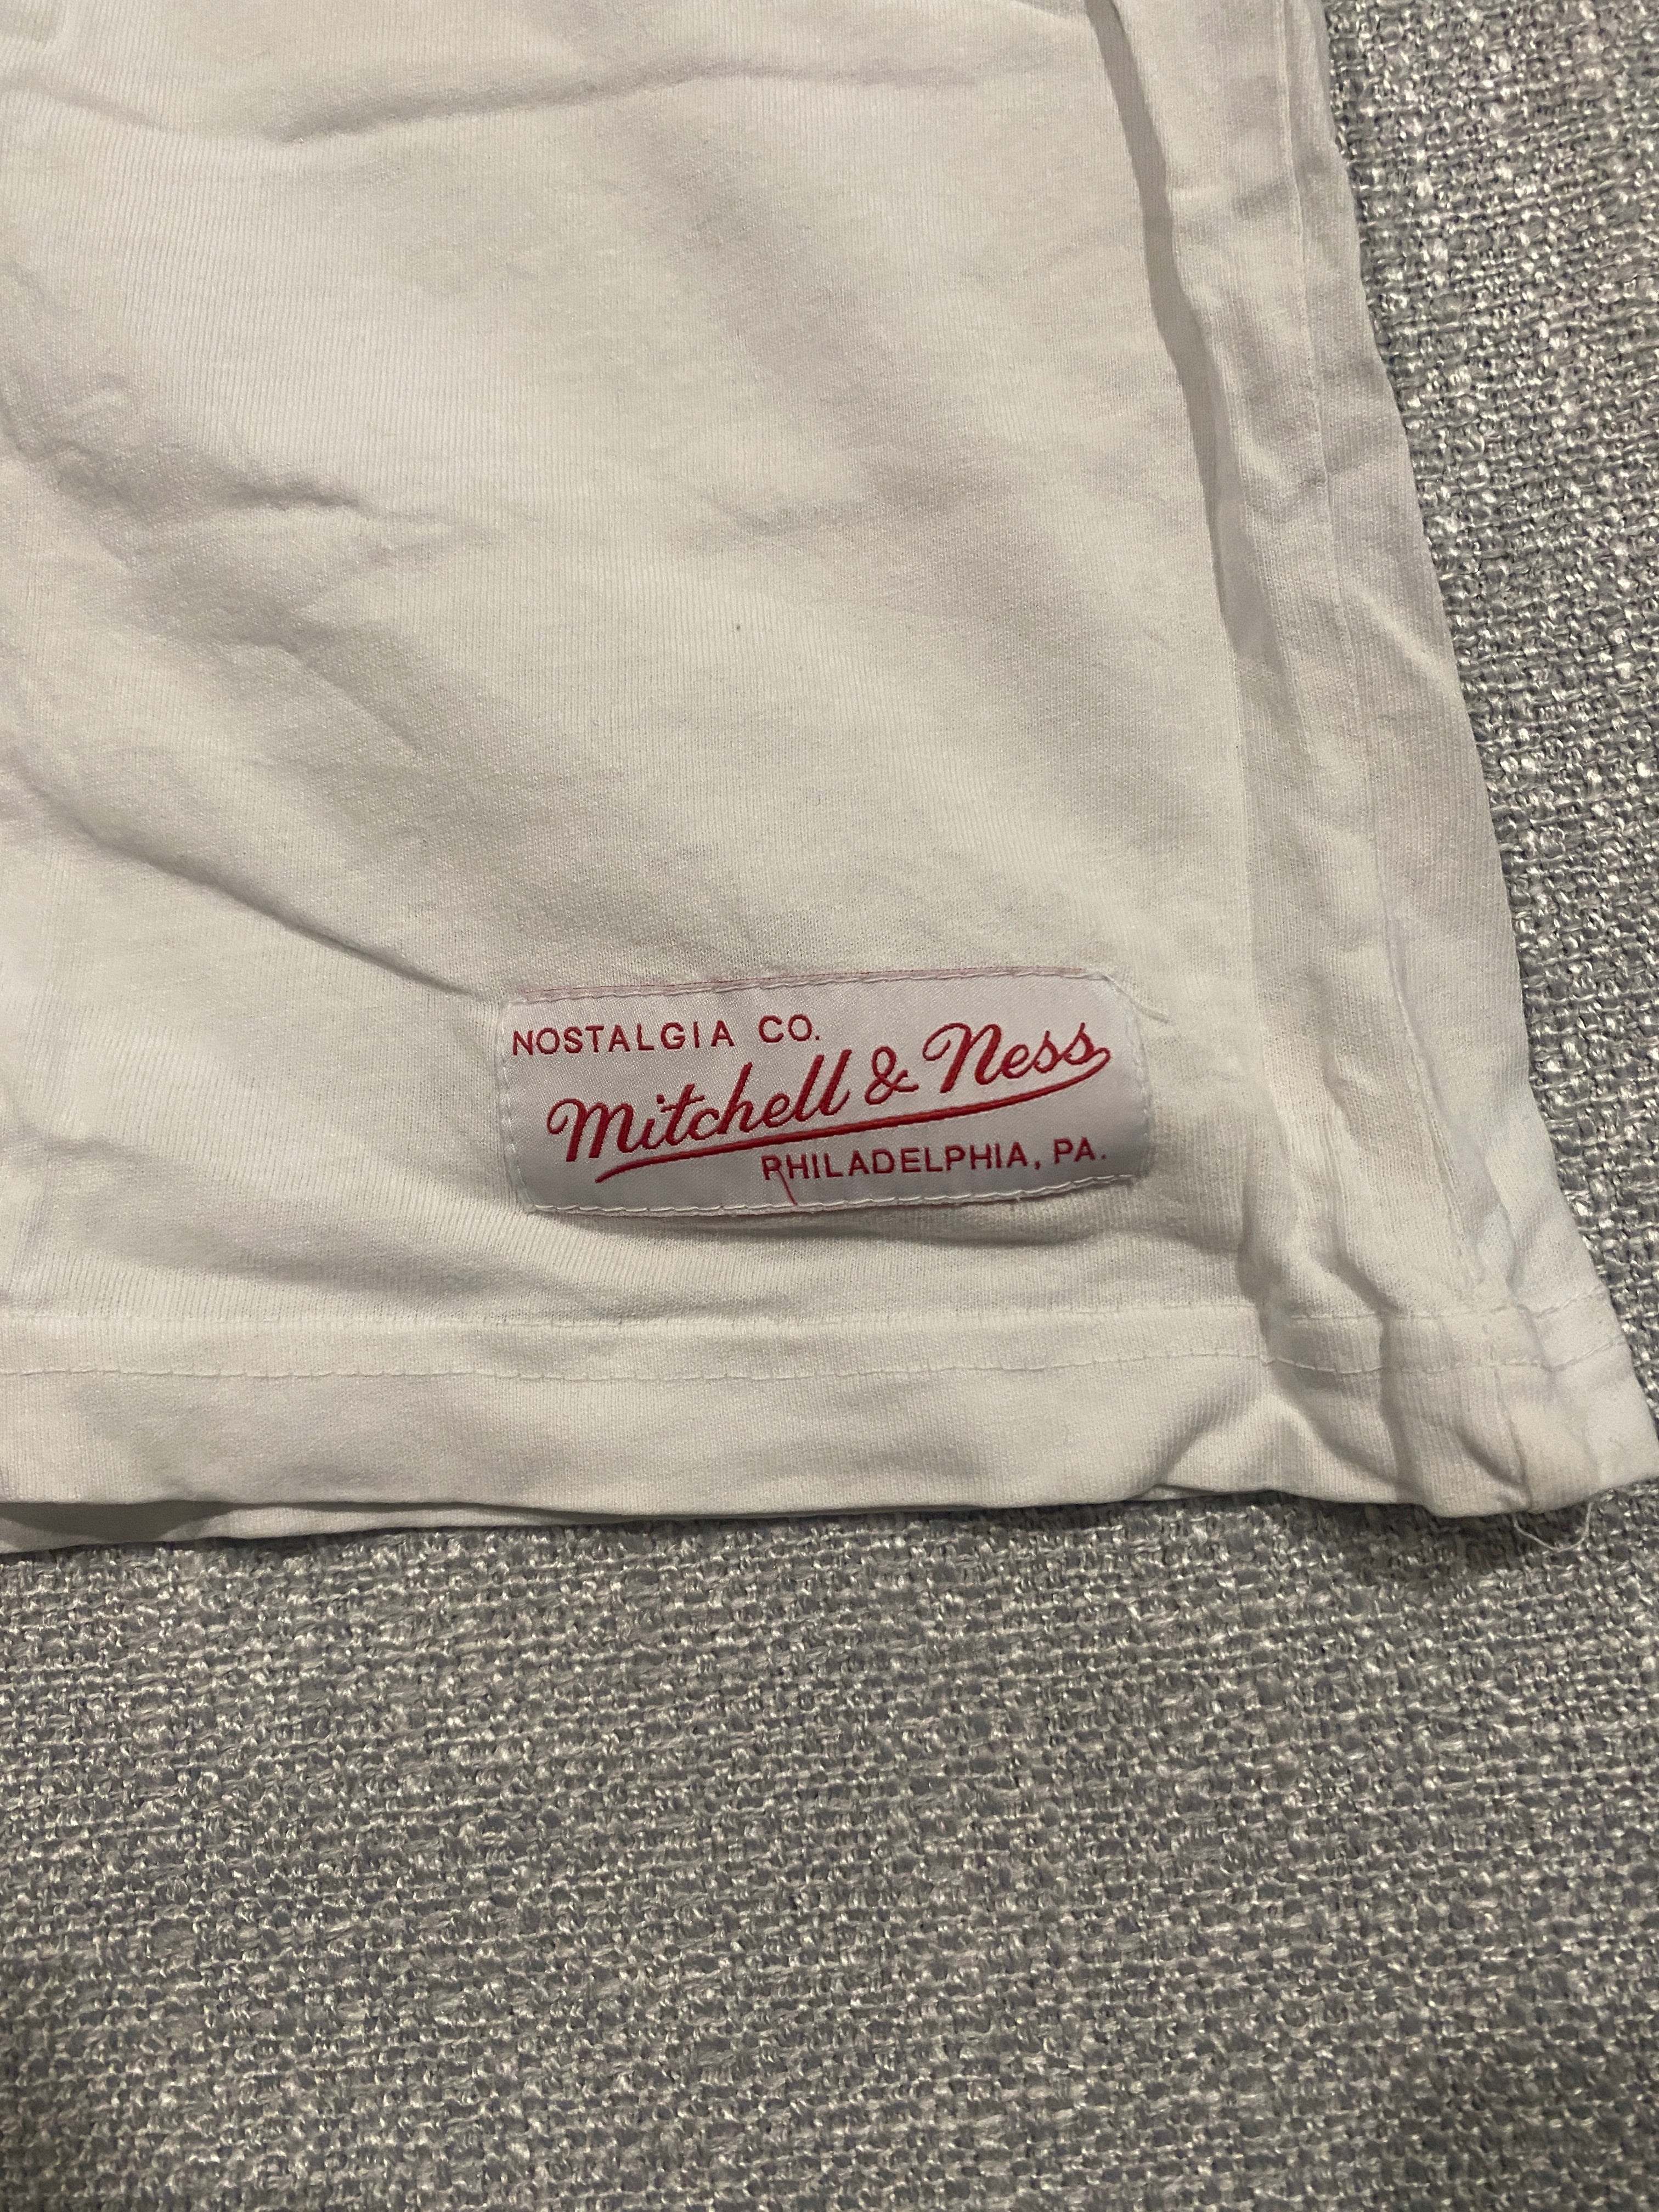 NOSTALGIA CO.
Mitchell & Ness
PHILADELPHIA, PA.